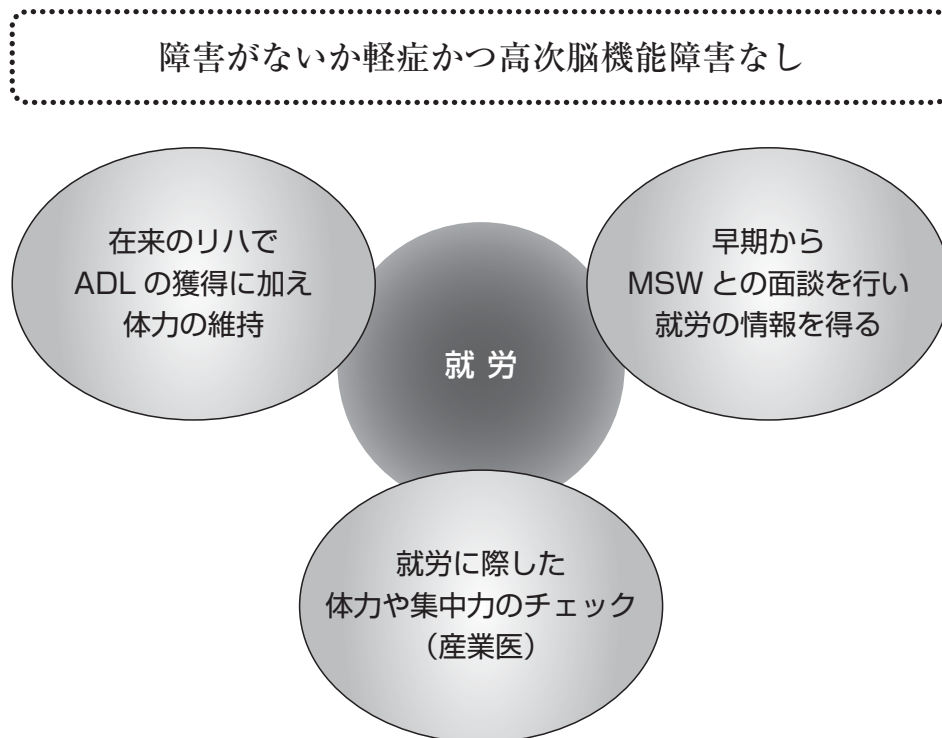 障害がないか軽症かつ高次脳機能障害なし
在来のリハで
ADL の獲得に加え
体力の維持
早期から
MSW との面談を行い
就労の情報を得る
就 労
就労に際した
体力や集中力のチェック
（産業医）